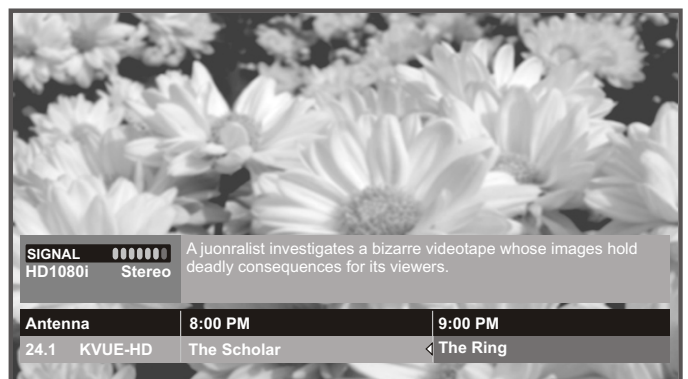 SIGNAL
HD1080i Stereo
A juonralist investigates a bizarre videotape whose images hold
deadly consequences for its viewers.
Antenna 8:00 PM 9:00 PM
24.1 KVUE-HD The Scholar The Ring